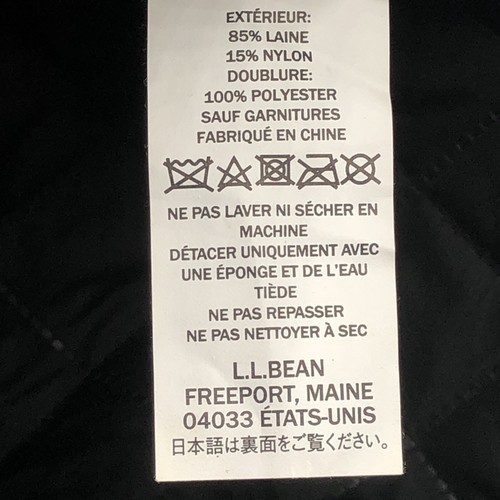 EXTÉRIEUR:
85% LAINE
15% NYLON
DOUBLURE:
100% POLYESTER
SAUF GARNITURES
FABRIQUÉ EN CHINE
NE PAS LAVER NI SÉCHER EN
MACHINE
DÉTACER UNIQUEMENT AVEC
UNE ÉPONGE ET DE L'EAU
TIÈDE
NE PAS REPASSER
NE PAS NETTOYER À SEC
L.L.BEAN
FREEPORT, MAINE
04033 ÉTATS-UNIS
日本語は裏面をご覧ください。